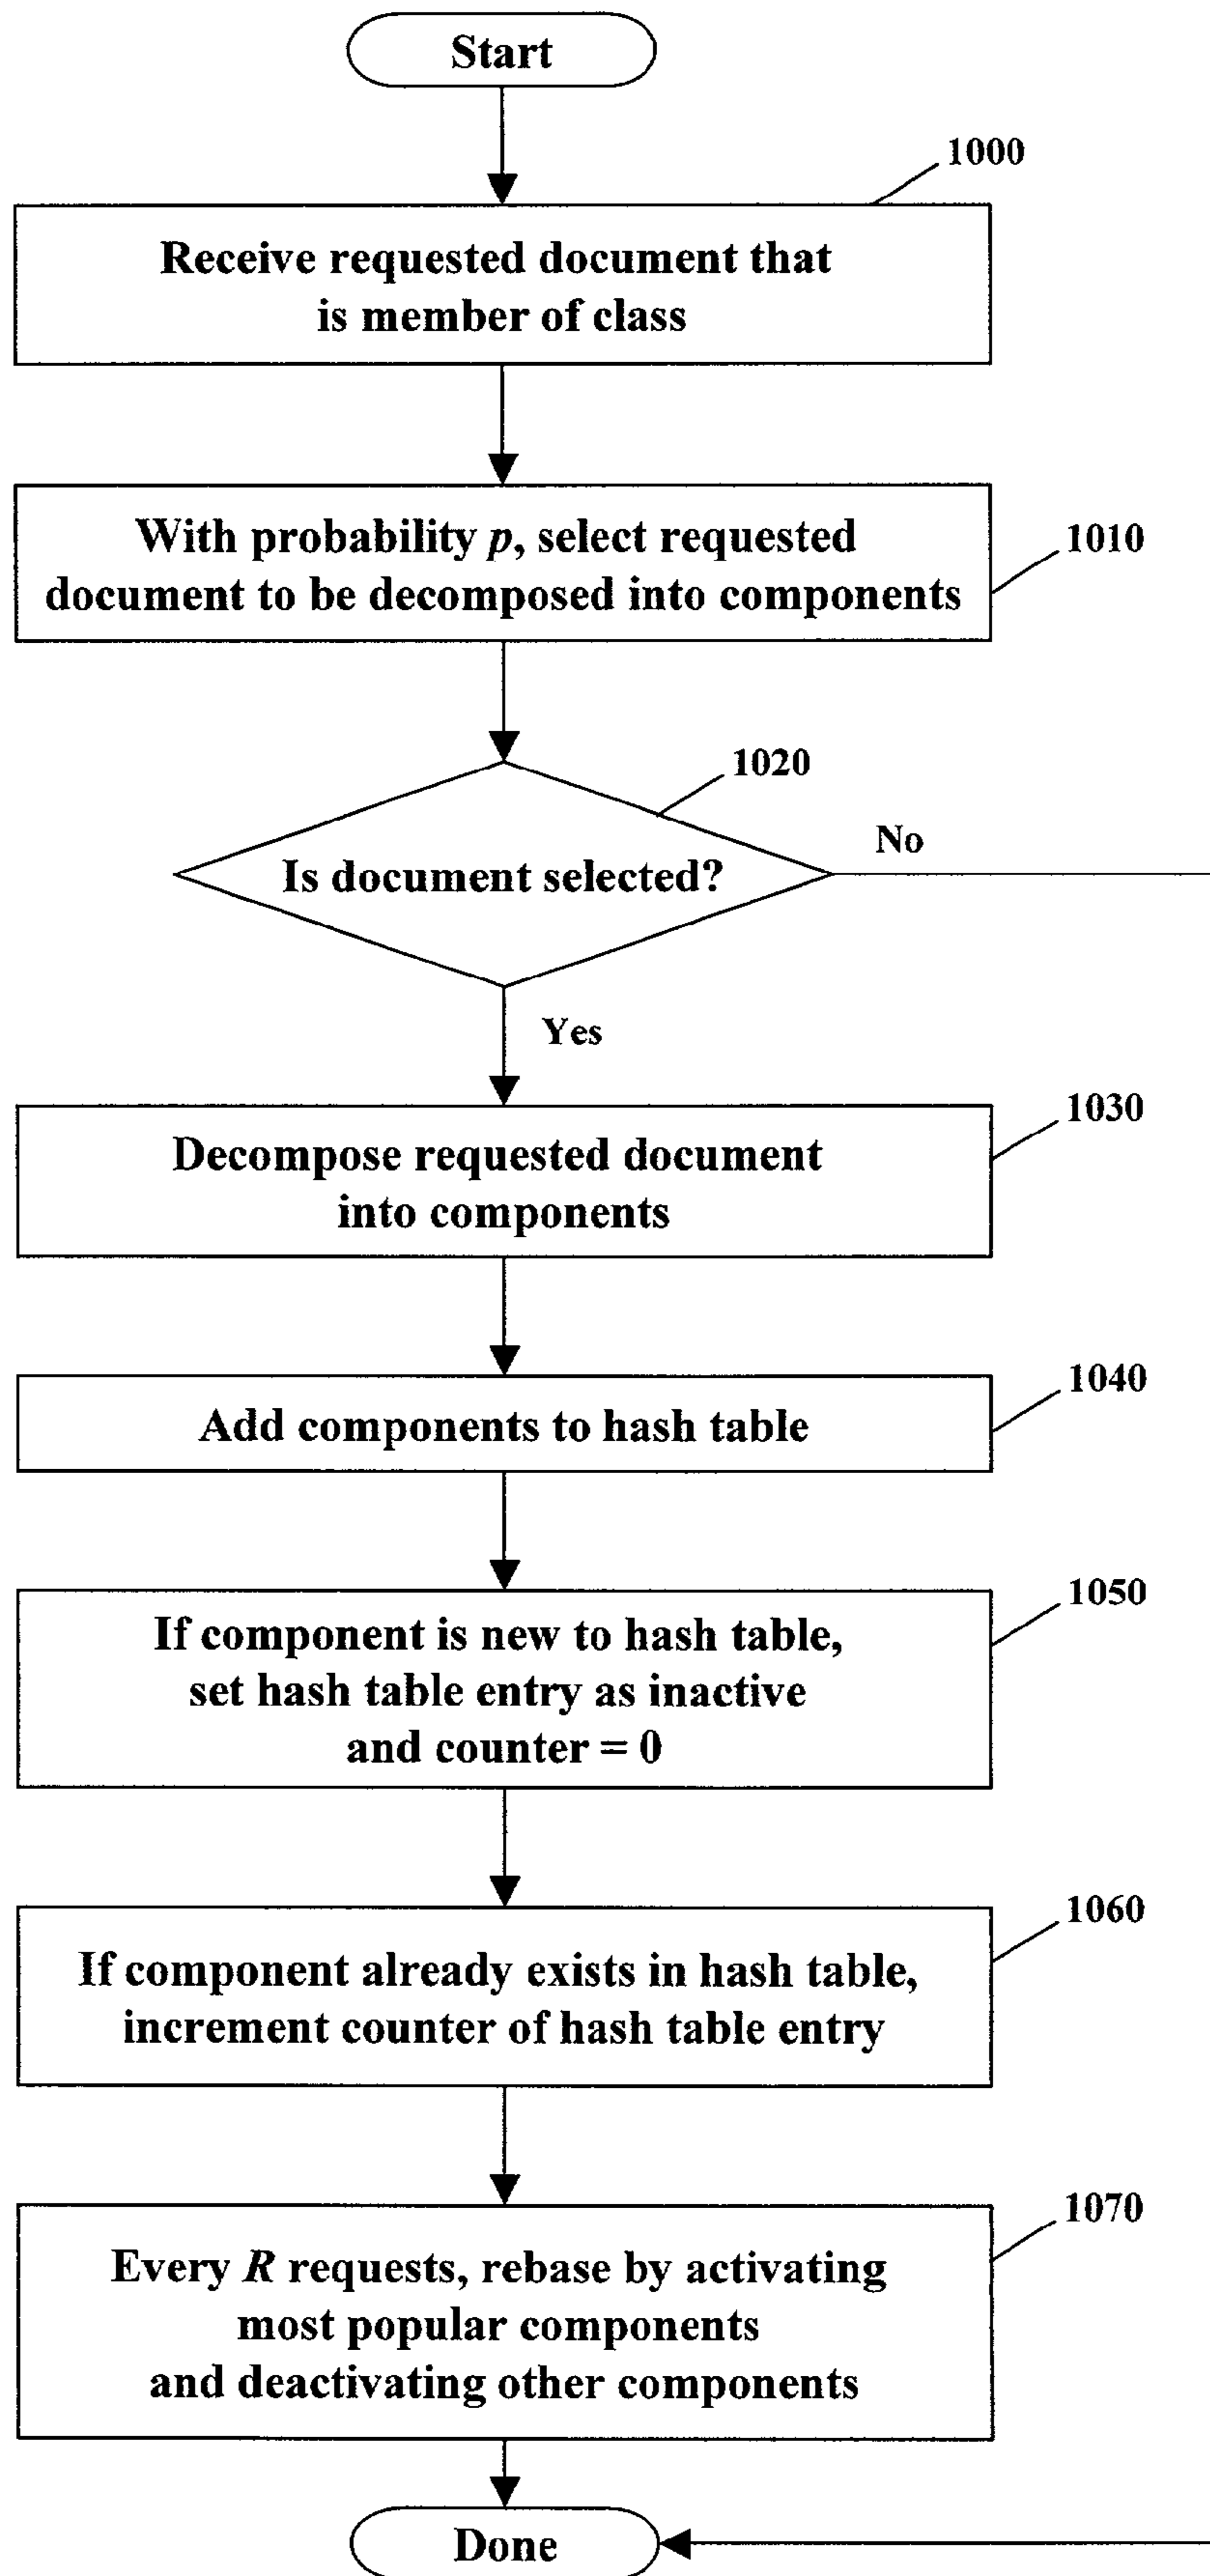 Start
1000
Receive requested document that
is member of class
With probability p, select requested
document to be decomposed into components
1010
1020
Is document selected?
No
Yes
1030
Decompose requested document
into components
1040
Add components to hash table
1050
If component is new to hash table,
set hash table entry as inactive
and counter = 0
1060
If component already exists in hash table,
increment counter of hash table entry
1070
Every R requests, rebase by activating
most popular components
and deactivating other components
Done